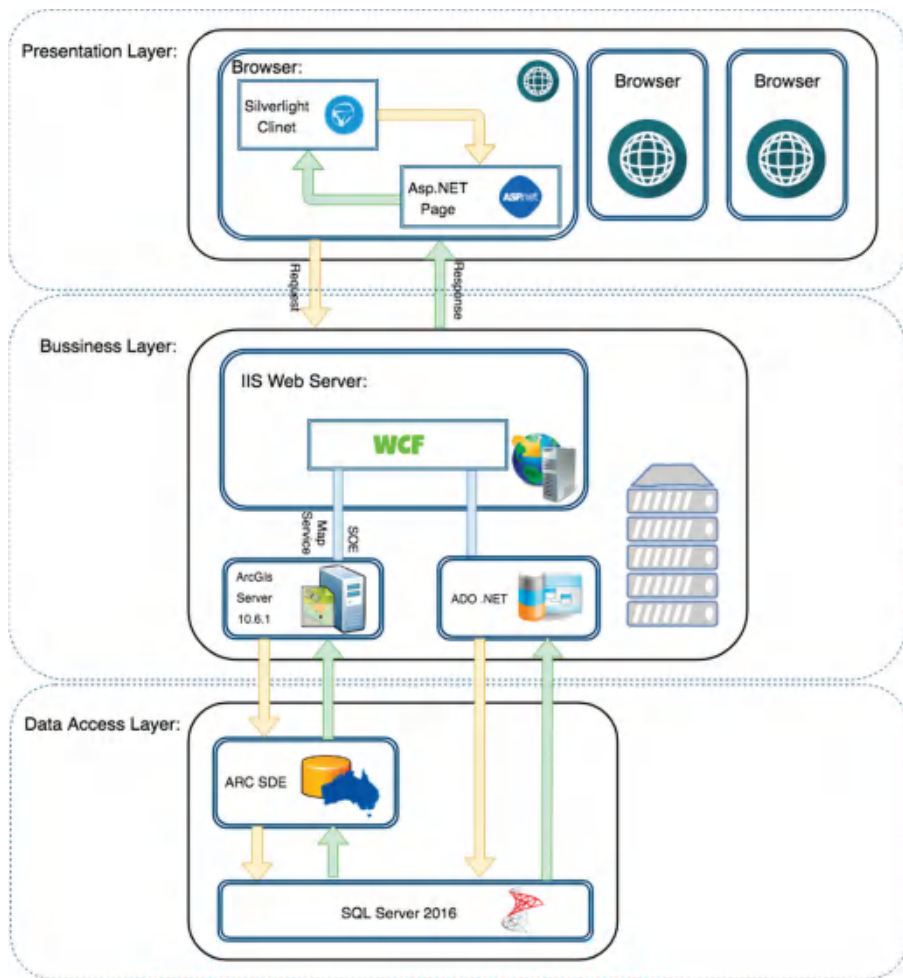 Presentation Layer:
Browser:
Silverlight
Clinet
Asp.NET
Page
ASP.net
Browser
Browser
Request
Response
Bussiness Layer:
IIS Web Server:
WCF
Map
Service
SOE
ArcGIs
Server
10.6.1
ADO .NET
Data Access Layer:
ARC SDE
SQL Server 2016